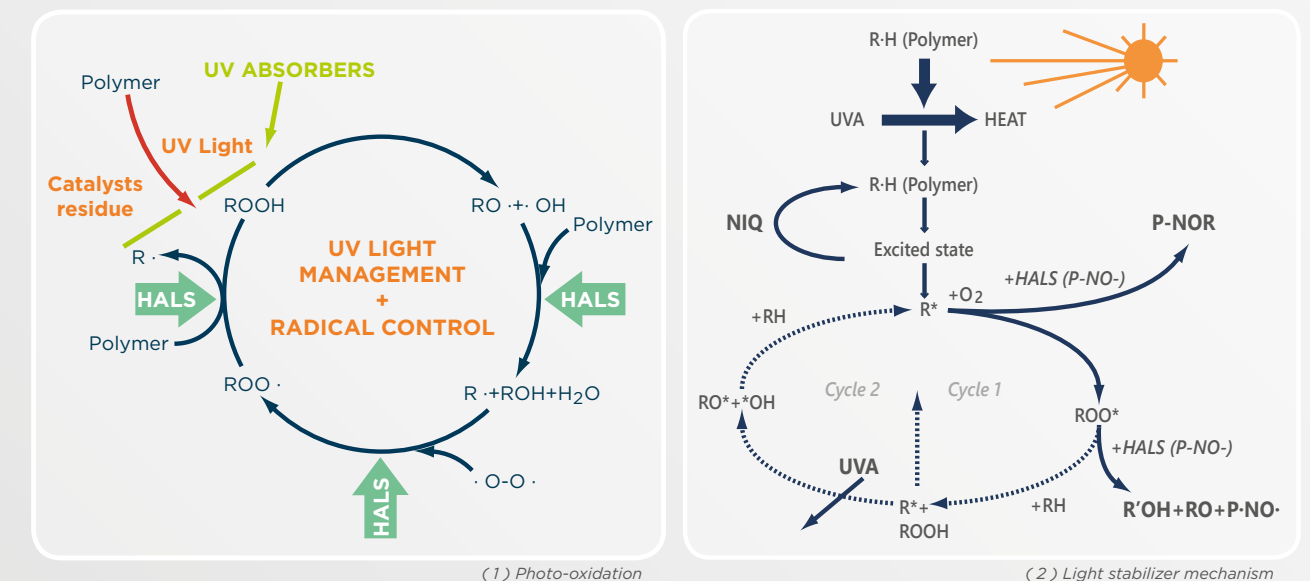 Polymer
UV ABSORBERS
UV Light
Catalysts
residue
ROOH
RO ·+· OH
Polymer
R ·
UV LIGHT
MANAGEMENT
+
RADICAL CONTROL
HALS
HALS
Polymer
ROO ·
R ·+ROH+H₂O
· O-O ·
HALS
(1) Photo-oxidation
R·H (Polymer)
UVA
HEAT
R·H (Polymer)
NIQ
Excited state
P-NOR
+HALS (P-NO-)
+O₂
R*
+RH
Cycle 2
Cycle 1
RO*+*OH
ROO*
+HALS (P-NO-)
UVA
R*+
ROOH
+RH
R’OH+RO+P·NO·
(2) Light stabilizer mechanism